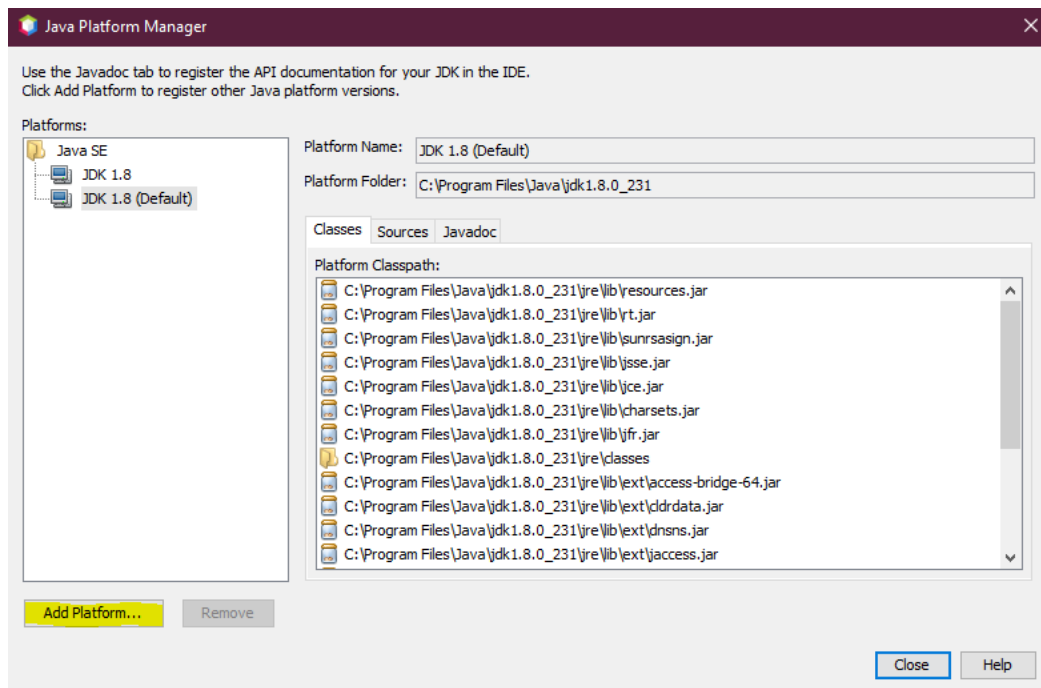 Java Platform Manager
Use the Javadoc tab to register the API documentation for your JDK in the IDE.
Click Add Platform to register other Java platform versions.
Platforms:
Java SE
JDK 1.8
JDK 1.8 (Default)
Platform Name: JDK 1.8 (Default)
Platform Folder: C:\Program Files\Java\jdk1.8.0_231
Classes Sources Javadoc
Platform Classpath:
C:\Program Files\Java\jdk1.8.0_231\jre\lib\resources.jar
C:\Program Files\Java\jdk1.8.0_231\jre\lib\rt.jar
C:\Program Files\Java\jdk1.8.0_231\jre\lib\sunrsasign.jar
C:\Program Files\Java\jdk1.8.0_231\jre\lib\jsse.jar
C:\Program Files\Java\jdk1.8.0_231\jre\lib\jce.jar
C:\Program Files\Java\jdk1.8.0_231\jre\lib\charsets.jar
C:\Program Files\Java\jdk1.8.0_231\jre\lib\jfr.jar
C:\Program Files\Java\jdk1.8.0_231\jre\classes
C:\Program Files\Java\jdk1.8.0_231\jre\lib\ext\access-bridge-64.jar
C:\Program Files\Java\jdk1.8.0_231\jre\lib\ext\cldrdata.jar
C:\Program Files\Java\jdk1.8.0_231\jre\lib\ext\dnsns.jar
C:\Program Files\Java\jdk1.8.0_231\jre\lib\ext\jaccess.jar
Add Platform... Remove
Close Help